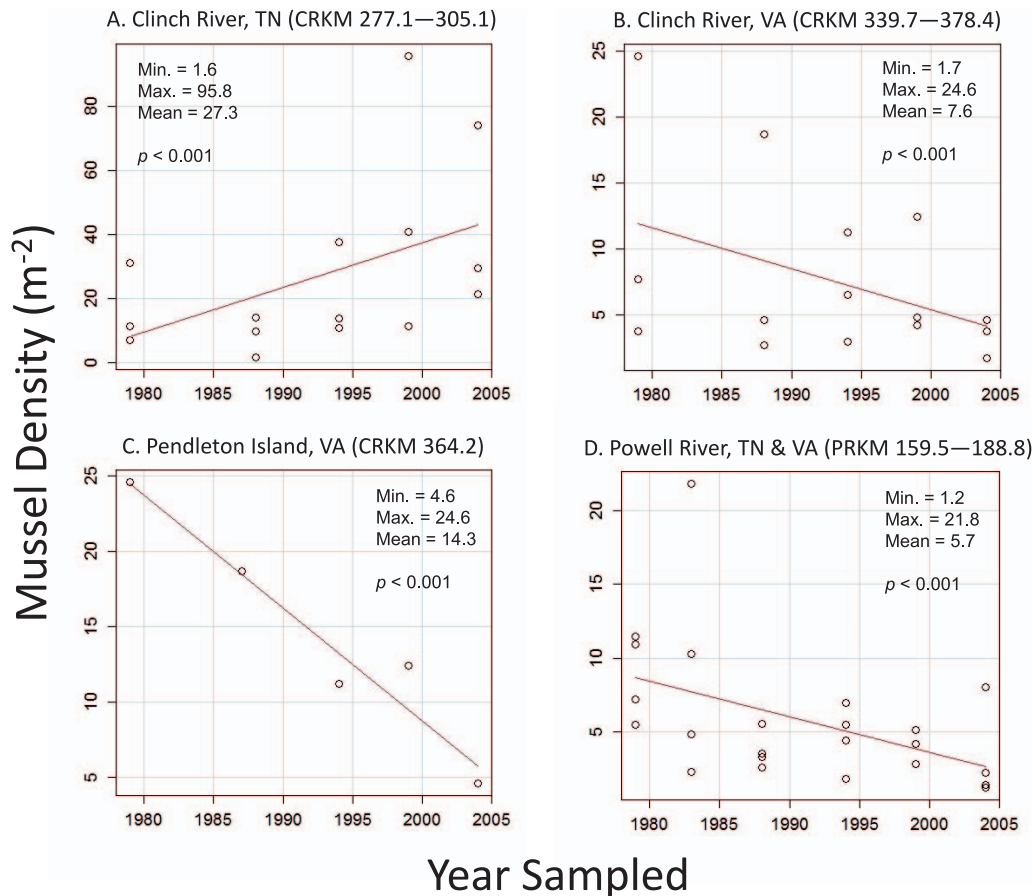 A. Clinch River, TN (CRKM 277.1—305.1)
Min. = 1.6
Max. = 95.8
Mean = 27.3
p < 0.001
0
20
40
60
80
1980
1985
1990
1995
2000
2005
B. Clinch River, VA (CRKM 339.7—378.4)
Min. = 1.7
Max. = 24.6
Mean = 7.6
p < 0.001
5
10
15
20
25
1980
1985
1990
1995
2000
2005
C. Pendleton Island, VA (CRKM 364.2)
Min. = 4.6
Max. = 24.6
Mean = 14.3
p < 0.001
5
10
15
20
25
1980
1985
1990
1995
2000
2005
D. Powell River, TN & VA (PRKM 159.5—188.8)
Min. = 1.2
Max. = 21.8
Mean = 5.7
p < 0.001
5
10
15
20
1980
1985
1990
1995
2000
2005
Mussel Density (m⁻²)
Year Sampled